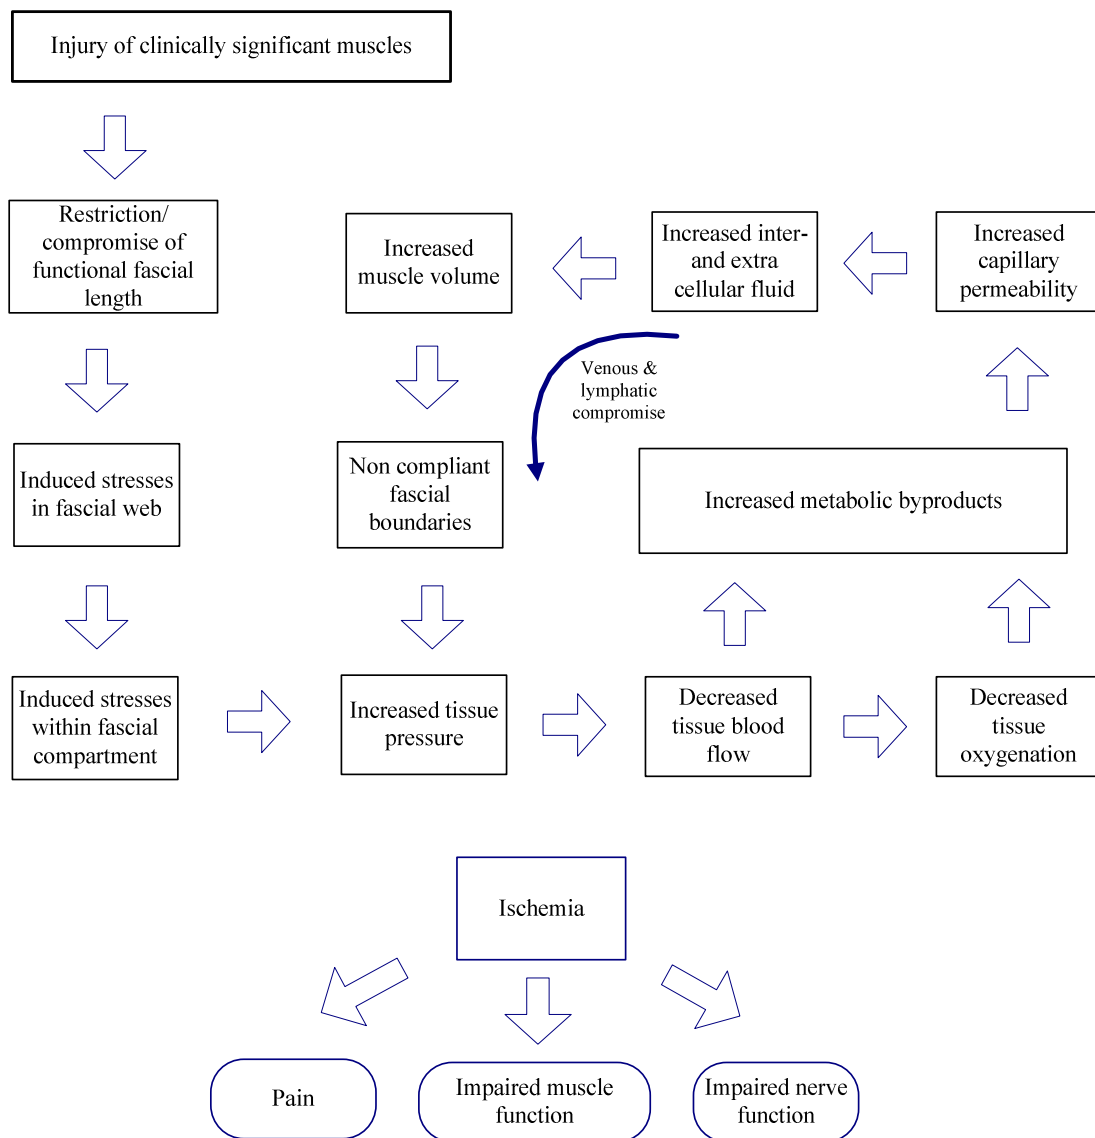 Injury of clinically significant muscles
Restriction/
compromise of
functional fascial
length
Increased
muscle volume
Increased inter-
and extra
cellular fluid
Increased
capillary
permeability
Venous &
lymphatic
compromise
Induced stresses
in fascial web
Non compliant
fascial
boundaries
Increased metabolic byproducts
Induced stresses
within fascial
compartment
Increased tissue
pressure
Decreased
tissue blood
flow
Decreased
tissue
oxygenation
Ischemia
Pain
Impaired muscle
function
Impaired nerve
function